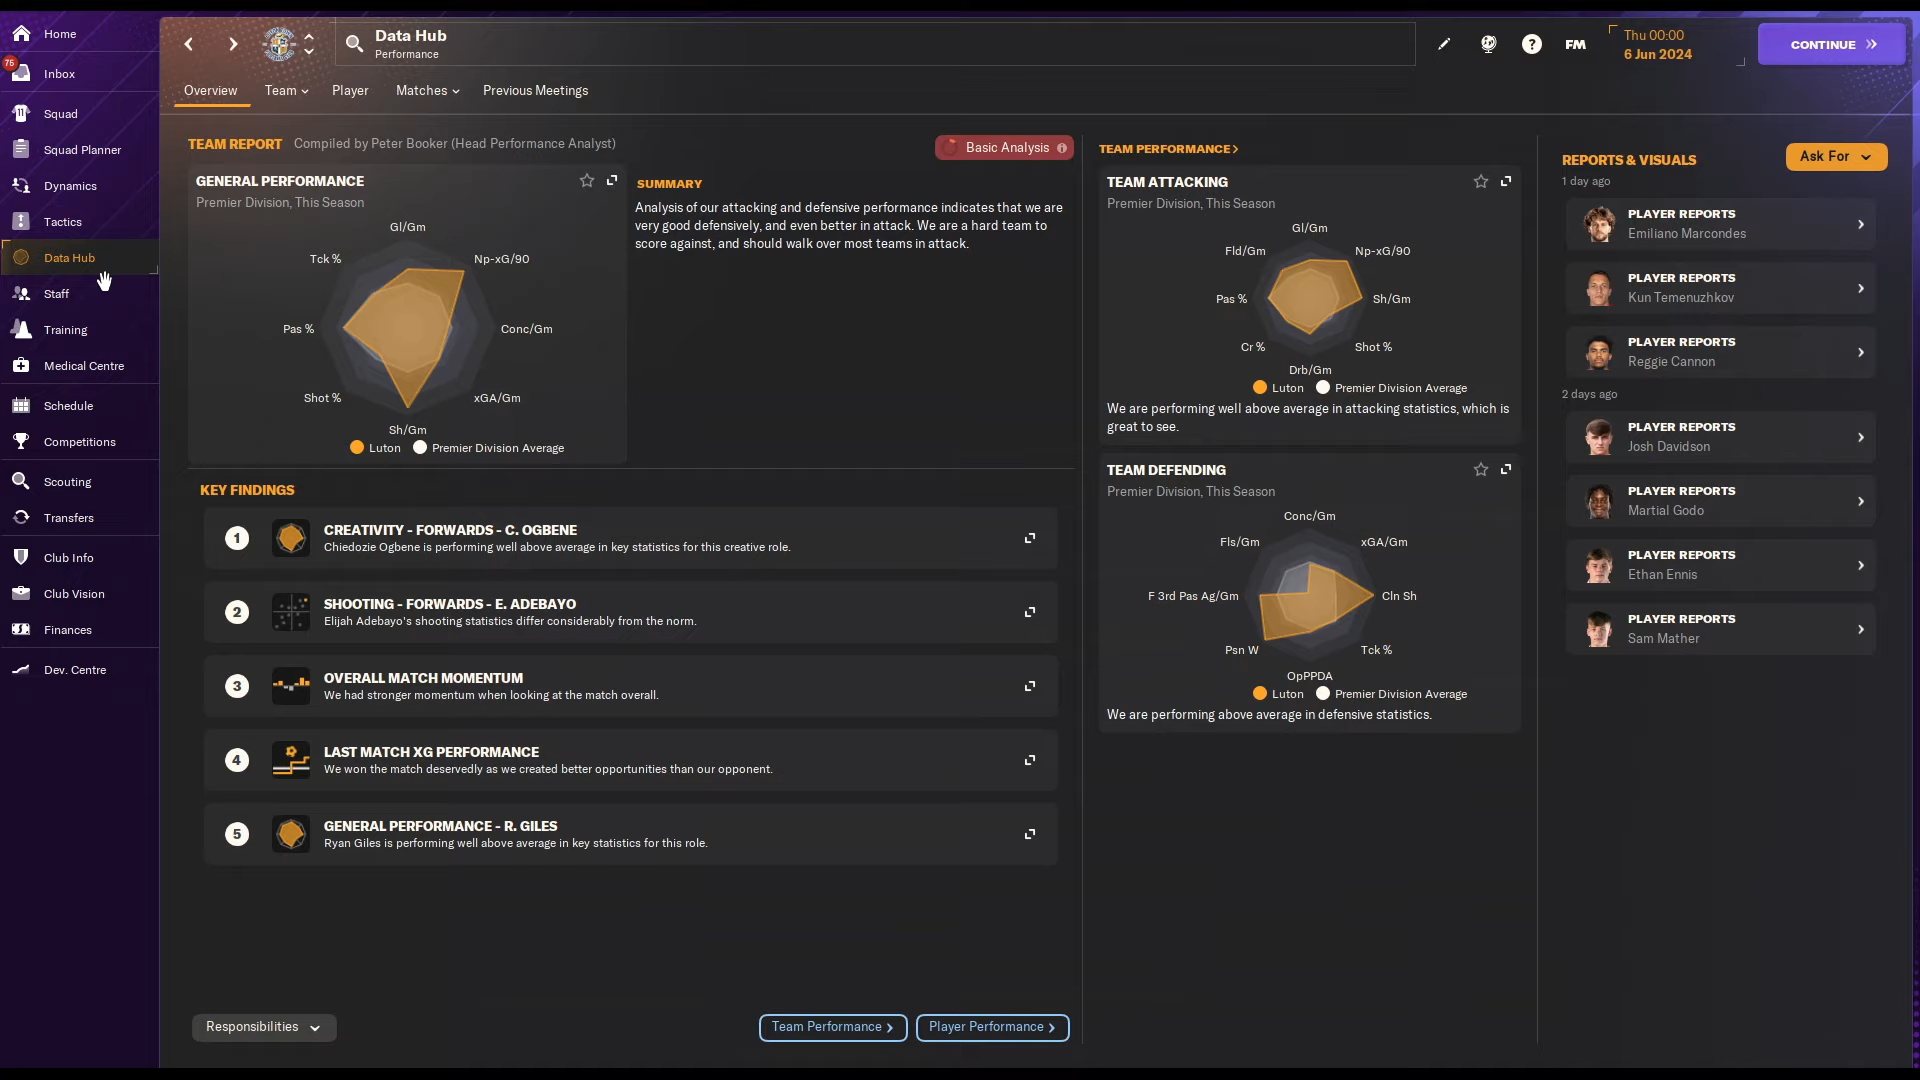 Home
75
Inbox
Squad
Squad Planner
Dynamics
Tactics
Data Hub
Staff
Training
Medical Centre
Schedule
Competitions
Scouting
Transfers
Club Info
Club Vision
Finances
Dev. Centre
Data Hub
Performance
?
FM
Thu 00:00
6 Jun 2024
CONTINUE
Overview
Team
Player
Matches
Previous Meetings
TEAM REPORT Compiled by Peter Booker (Head Performance Analyst)
Basic Analysis
GENERAL PERFORMANCE
Premier Division, This Season
Gl/Gm
Tck %
Np-xG/90
Pas %
Conc/Gm
Shot %
xGA/Gm
Sh/Gm
Luton
Premier Division Average
SUMMARY
Analysis of our attacking and defensive performance indicates that we are
very good defensively, and even better in attack. We are a hard team to
score against, and should walk over most teams in attack.
KEY FINDINGS
1
CREATIVITY - FORWARDS - C. OGBENE
Chiedozie Ogbene is performing well above average in key statistics for this creative role.
2
SHOOTING - FORWARDS - E. ADEBAYO
Elijah Adebayo's shooting statistics differ considerably from the norm.
3
OVERALL MATCH MOMENTUM
We had stronger momentum when looking at the match overall.
4
LAST MATCH XG PERFORMANCE
We won the match deservedly as we created better opportunities than our opponent.
5
GENERAL PERFORMANCE - R. GILES
Ryan Giles is performing well above average in key statistics for this role.
Responsibilities
Team Performance
Player Performance
TEAM PERFORMANCE
TEAM ATTACKING
Premier Division, This Season
Gl/Gm
Fld/Gm
Np-xG/90
Pas %
Sh/Gm
Cr %
Shot %
Drb/Gm
Luton
Premier Division Average
We are performing well above average in attacking statistics, which is
great to see.
TEAM DEFENDING
Premier Division, This Season
Conc/Gm
Fls/Gm
xGA/Gm
F 3rd Pas Ag/Gm
Cln Sh
Psn W
Tck %
OpPPDA
Luton
Premier Division Average
We are performing above average in defensive statistics.
REPORTS & VISUALS
Ask For
1 day ago
PLAYER REPORTS
Emiliano Marcondes
PLAYER REPORTS
Kun Temenuzhkov
PLAYER REPORTS
Reggie Cannon
2 days ago
PLAYER REPORTS
Josh Davidson
PLAYER REPORTS
Martial Godo
PLAYER REPORTS
Ethan Ennis
PLAYER REPORTS
Sam Mather